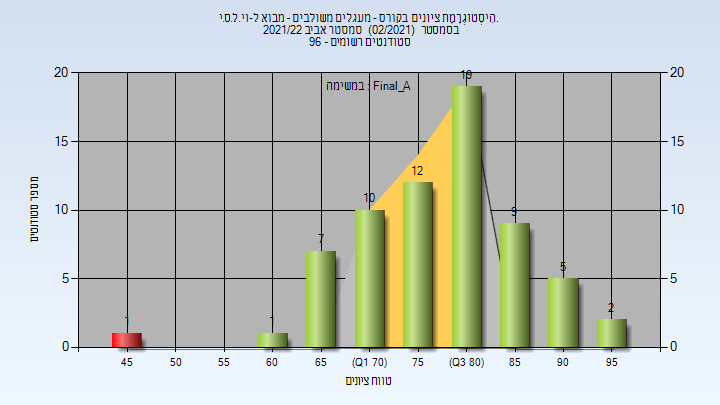 היסטוגרמת ציונים בקורס - מעגלים משולבים - מבוא ל-וי.ל.ס.י.
בסמסטר (02/2021) סמסטר אביב 2021/22
סטודנטים רשומים - 96
במשימה : Final_A
20 20
19
15 15
12
10 10 10
9
7
5 5 5
2
1 1
0 0
45 50 55 60 65 (Q1 70) 75 (Q3 80) 85 90 95
טווח ציונים
מספר סטודנטים